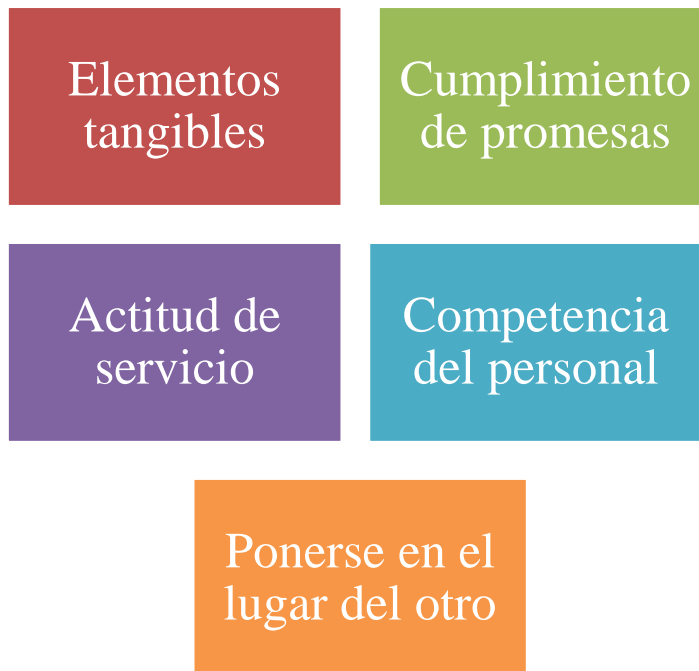 Elementos
tangibles
Cumplimiento
de promesas
Actitud de
servicio
Competencia
del personal
Ponerse en el
lugar del otro